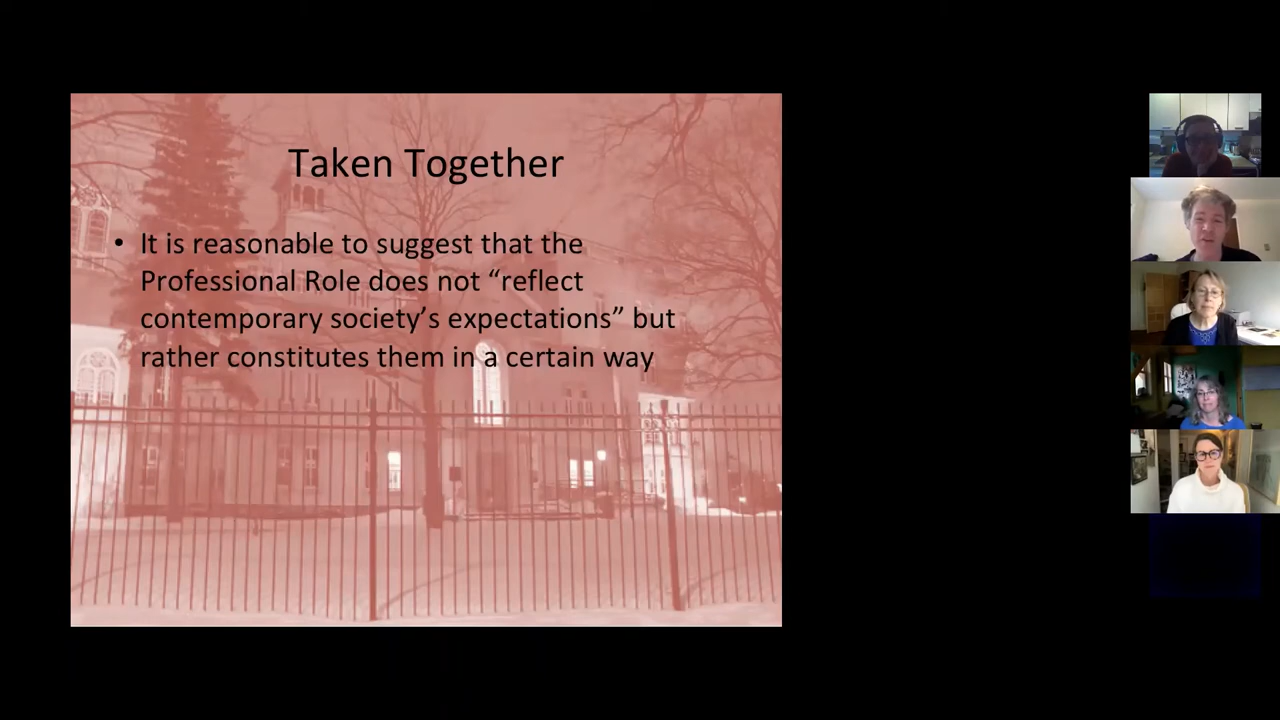 Taken Together
• It is reasonable to suggest that the
Professional Role does not “reflect
contemporary society’s expectations” but
rather constitutes them in a certain way